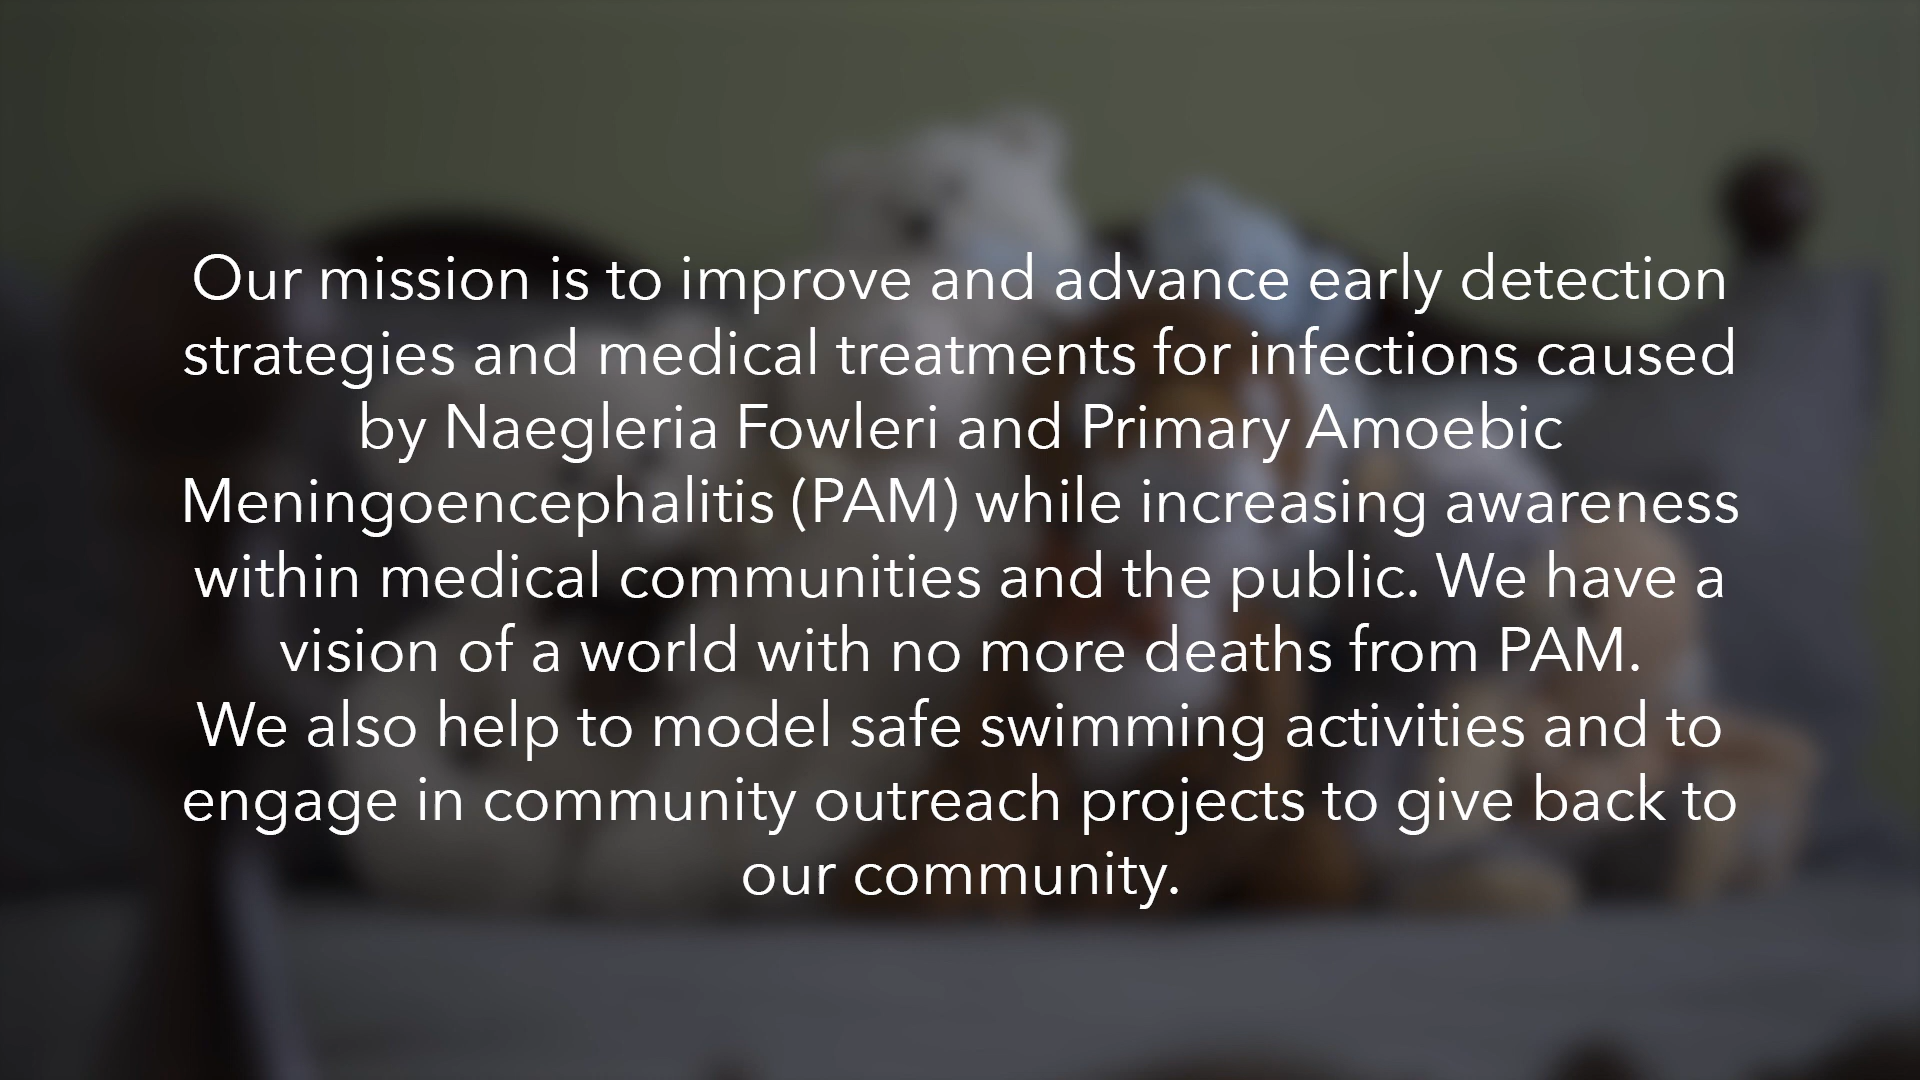 Our mission is to improve and advance early detection
strategies and medical treatments for infections caused
by Naegleria Fowleri and Primary Amoebic
Meningoencephalitis (PAM) while increasing awareness
within medical communities and the public. We have a
vision of a world with no more deaths from PAM.
We also help to model safe swimming activities and to
engage in community outreach projects to give back to
our community.